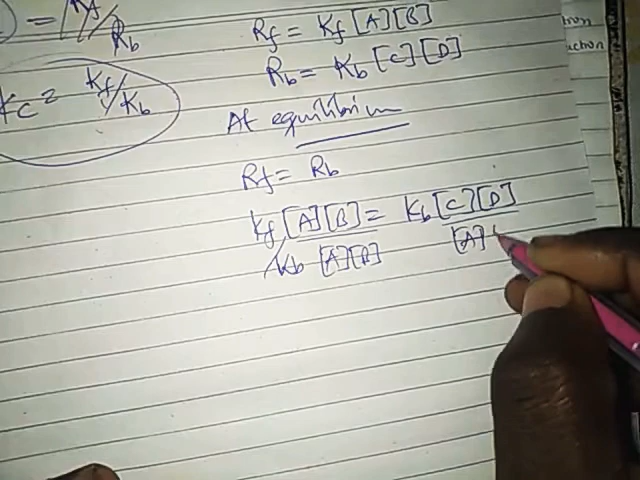 = Rf/Rb
Rf = Kf [A][B]
Rb = Kb [C][D]
Kc = Kf/Kb
At equilibrium
Rf = Rb
Kf [A][B] = Kb [C][D]
Kb [A][B] [A]